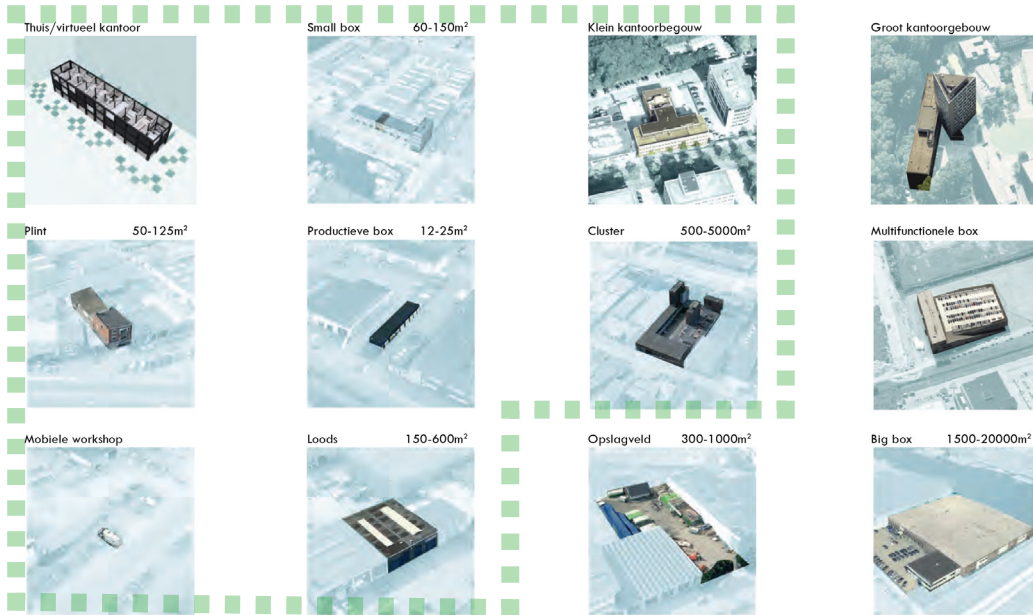 Thuis/virtueel kantoor
Small box 60-150m²
Klein kantoorbegouw
Groot kantoorgebouw
Plint 50-125m²
Productieve box 12-25m²
Cluster 500-5000m²
Multifunctionele box
Mobiele workshop
Loods 150-600m²
Opslagveld 300-1000m²
Big box 1500-20000m²